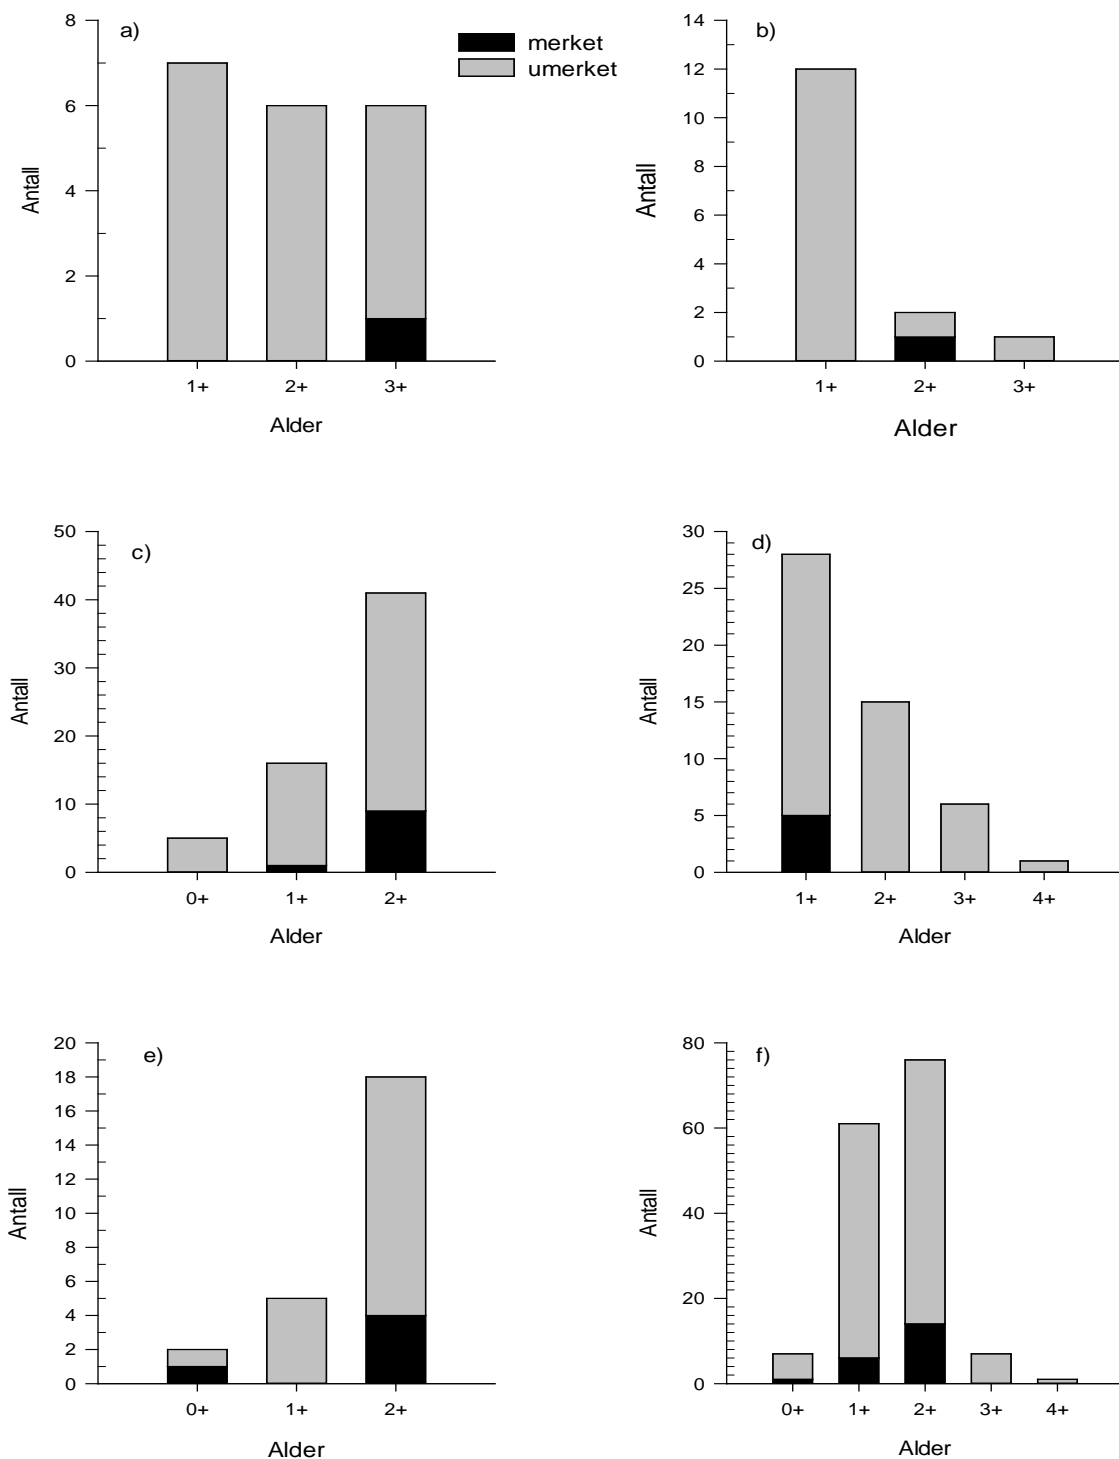 a)
merket
umerket
8
6
4
2
0
Antall
1+ 2+ 3+
Alder
b)
14
12
10
8
6
4
2
0
Antall
1+ 2+ 3+
Alder
c)
50
40
30
20
10
0
Antall
0+ 1+ 2+
Alder
d)
30
25
20
15
10
5
0
Antall
1+ 2+ 3+ 4+
Alder
e)
20
18
16
14
12
10
8
6
4
2
0
Antall
0+ 1+ 2+
Alder
f)
80
60
40
20
0
Antall
0+ 1+ 2+ 3+ 4+
Alder